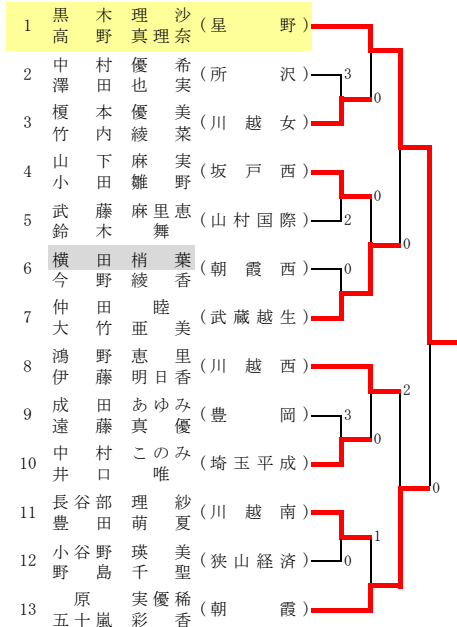 黒木理沙
1 (星野)
高野真理奈
中村優希
2 (所沢) 3
澤田也実
0
榎本優美
3 (川越女)
竹内綾菜
山下麻実
4 (坂戸西)
小田雛野
0
武藤麻里恵
5 (山村国際) 2
鈴木舞
0
横田梢葉
6 (朝霞西) 0
今野綾香
仲田睦
7 (武蔵越生)
大竹亜美
鴻野恵里
8 (川越西)
伊藤明日香
2
成田あゆみ
9 (豊岡) 3
遠藤真優
0
中村このみ
10 (埼玉平成)
井口唯
0
長谷部理紗
11 (川越南)
豊田萌夏
1
小谷野瑛美
12 (狭山経済) 0
野島千聖
原実優稀
13 (朝霞)
五十嵐彩香